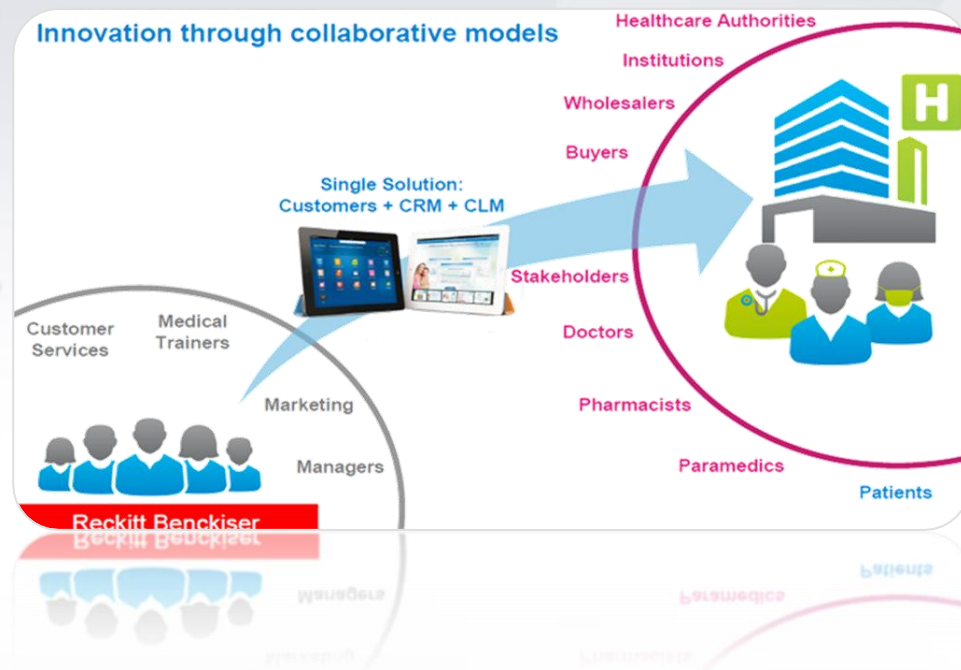 Innovation through collaborative models
Healthcare Authorities
Institutions
Wholesalers
Buyers
H
Single Solution:
Customers + CRM + CLM
Stakeholders
Doctors
Pharmacists
Paramedics
Patients
Customer
Services
Medical
Trainers
Marketing
Managers
Reckitt Benckiser